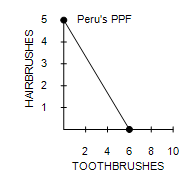 5 Peru's PPF
4
3
2
1
HAIRBRUSHES
2 4 6 8 10
TOOTHBRUSHES